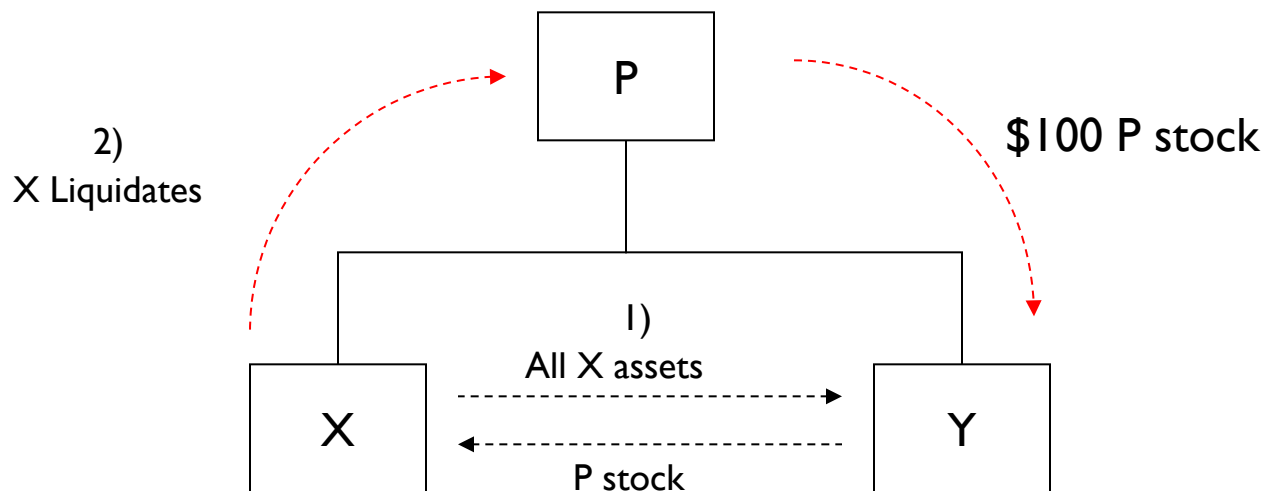 P
$100 P stock
2)
X Liquidates
1)
All X assets
X
Y
P stock